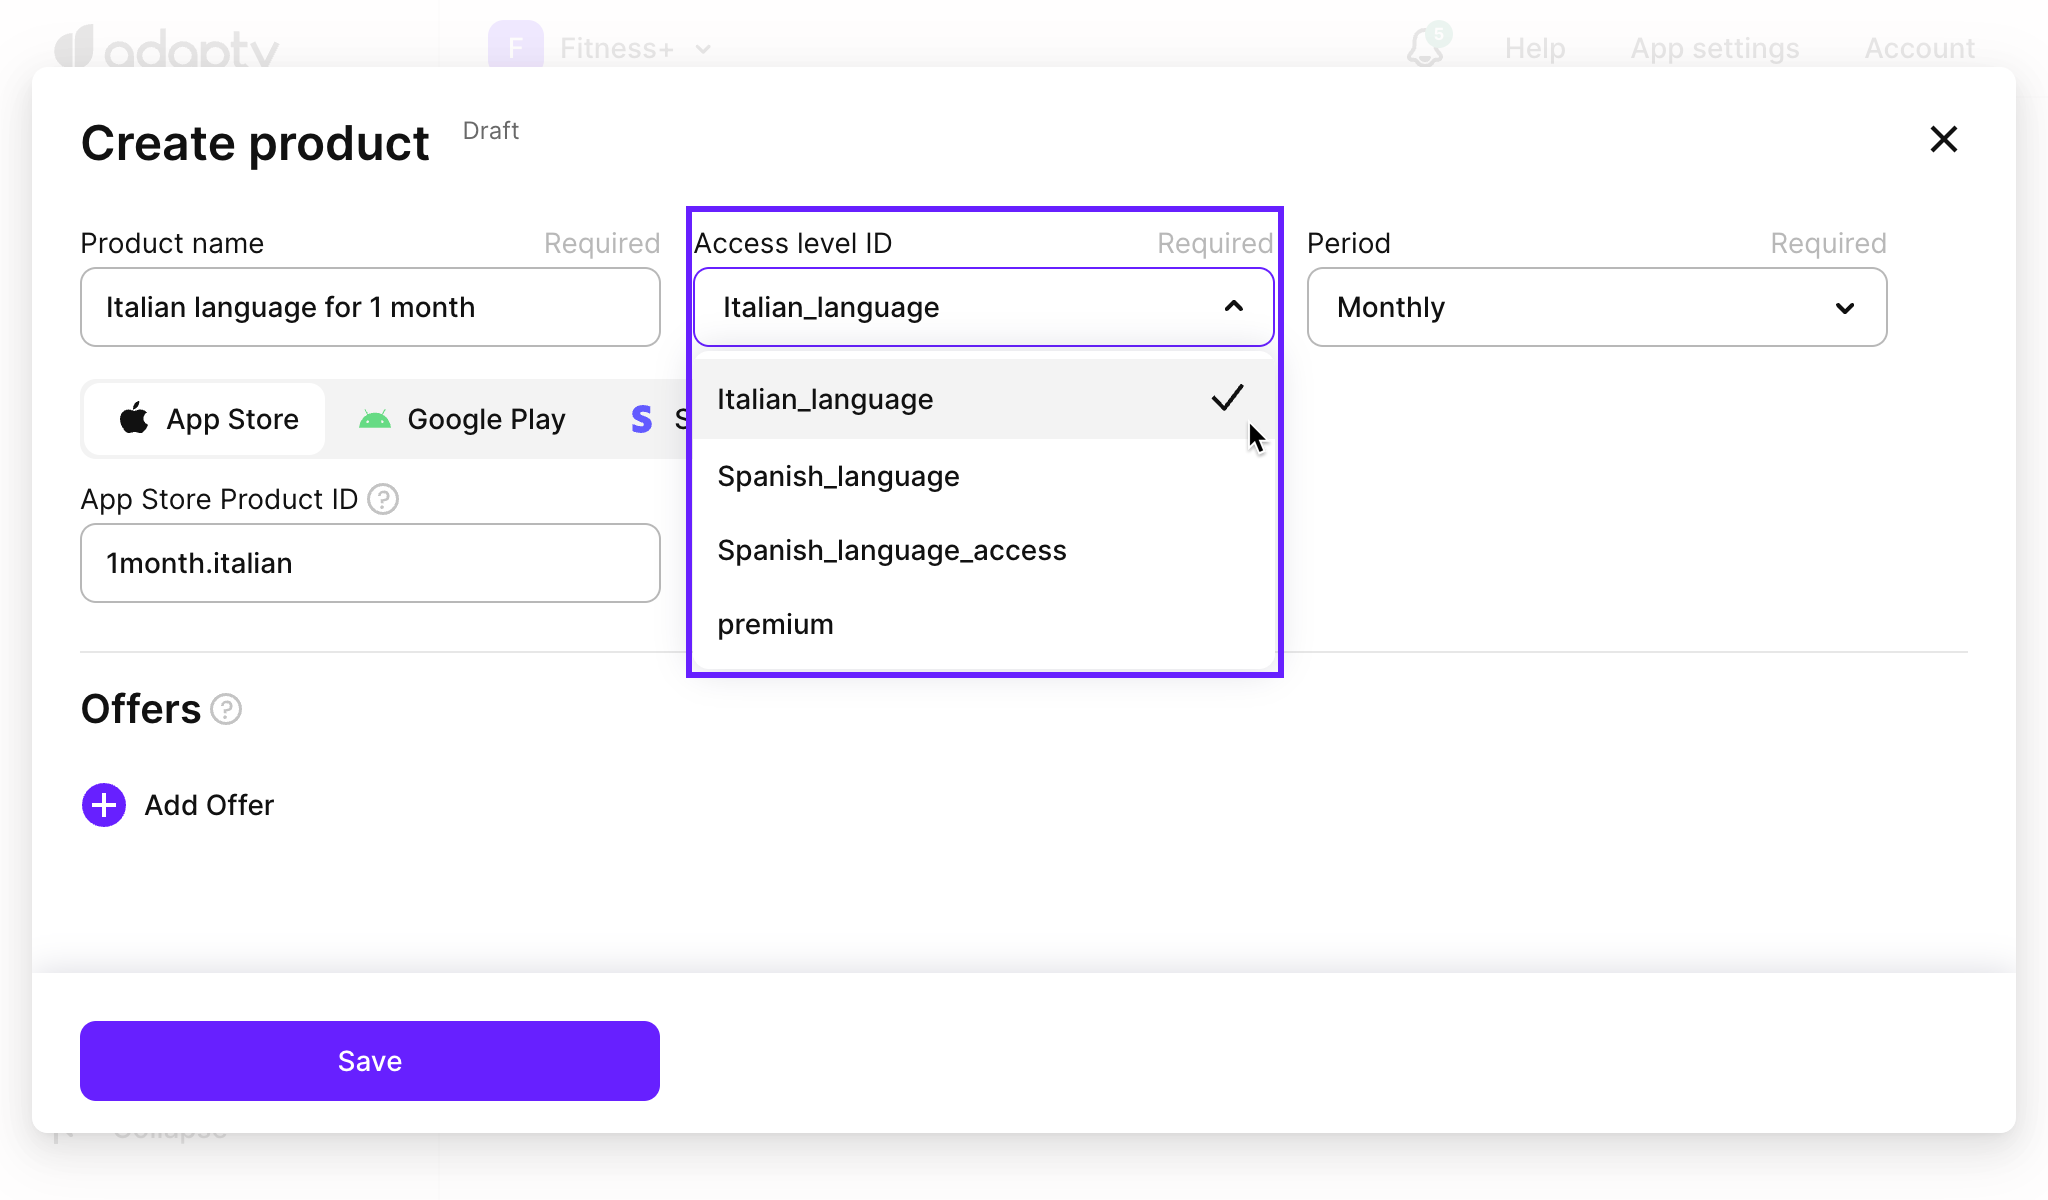 adapty
F Fitness+
5 Help App settings Account
Create product Draft
Product name Required
Access level ID Required
Period Required
Italian language for 1 month
Italian_language
Monthly
App Store Google Play S
Italian_language
Spanish_language
Spanish_language_access
premium
App Store Product ID ?
1month.italian
Offers ?
Add Offer
Save
Collapse